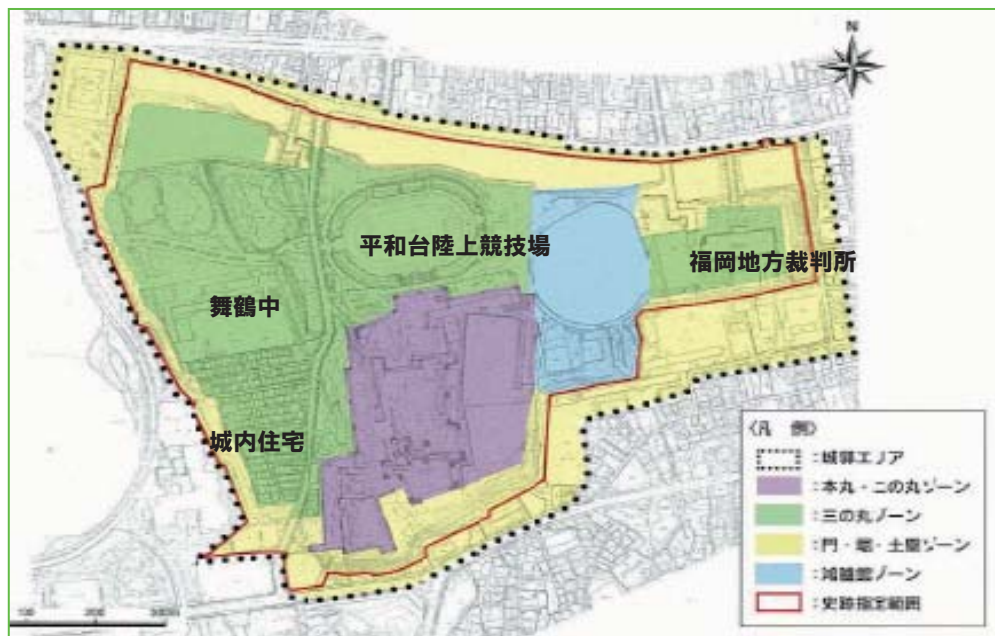 N
平和台陸上競技場
福岡地方裁判所
舞鶴中
城内住宅
〈凡 例〉
:城郭エリア
:本丸・二の丸ゾーン
:三の丸ゾーン
:門・堀・土塁ゾーン
:鴻臚館ゾーン
:史跡指定範囲
100